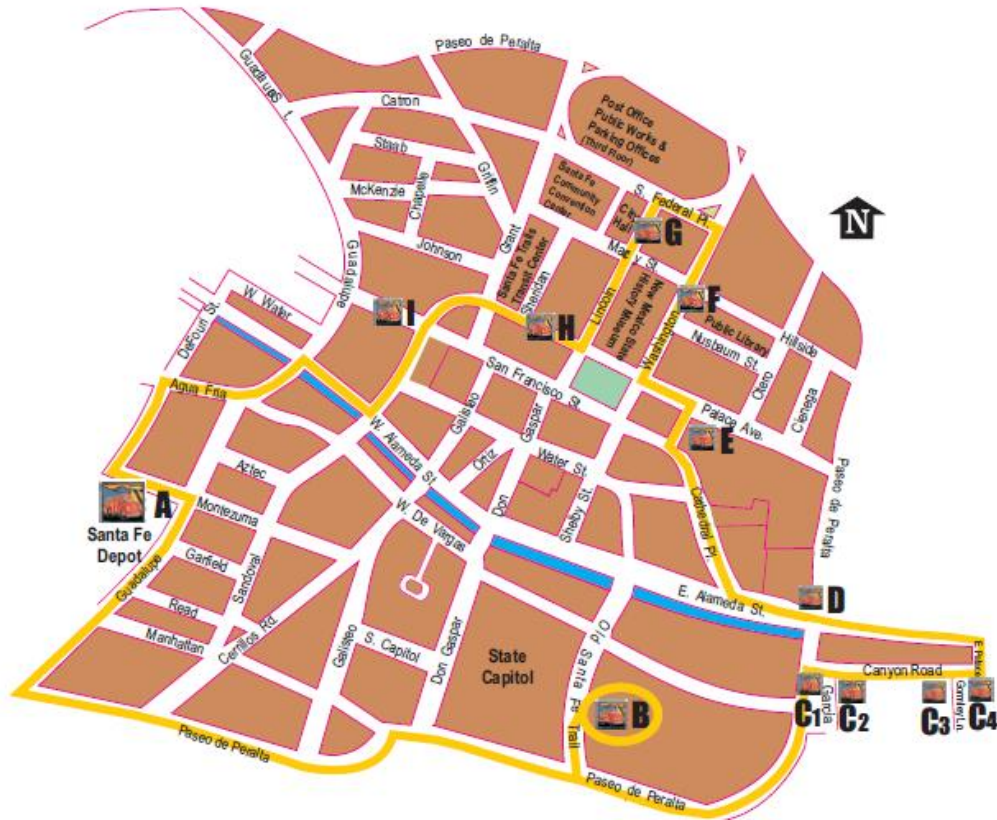 Paseo de Peralta
Guadalupe St.
Catron
Post Office
Public Works &
Parking Offices
(Third Floor)
Staab
Griffin
McKenzie
Chapelle
Santa Fe
Community
Convention
Center
S. Federal Pl.
City
Hall
N
G
Grant
Marcy St.
Johnson
Guadalupe
Santa Fe Trails
Transit Center
Sheridan
Lincoln
New Mexico State
History Museum
F
Washington
Public Library
Nusbaum St.
Hillside
W. Water
I
H
DeFouri St.
Otero
Cienega
San Francisco St.
Agua Fria
Palace Ave.
E
Galisteo
Gaspar
W. Alameda St.
Ortiz
Water St.
Aztec
Don
Shelby St.
Cathedral Pl.
Paseo de Peralta
A
Santa Fe
Depot
Montezuma
W. De Vargas
Garfield
Sandoval
Guadalupe
Read
Manhattan
Cerrillos Rd.
E. Alameda St.
D
Galisteo
S. Capitol
Don Gaspar
State
Capitol
Old Santa Fe Trail
Canyon Road
E. Palace
B
C1
Garcia
C2
C3
Gormley Ln.
C4
Paseo de Peralta
Paseo de Peralta